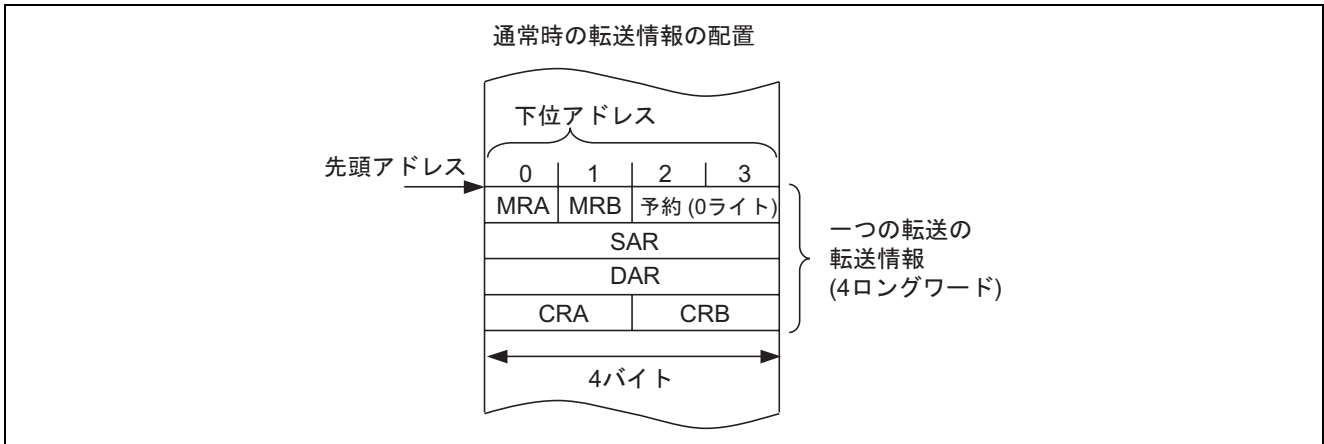 通常時の転送情報の配置
下位アドレス
先頭アドレス
0 1 2 3
MRA MRB 予約 (0ライト)
SAR
DAR
CRA CRB
一つの転送の
転送情報
(4ロングワード)
4バイト